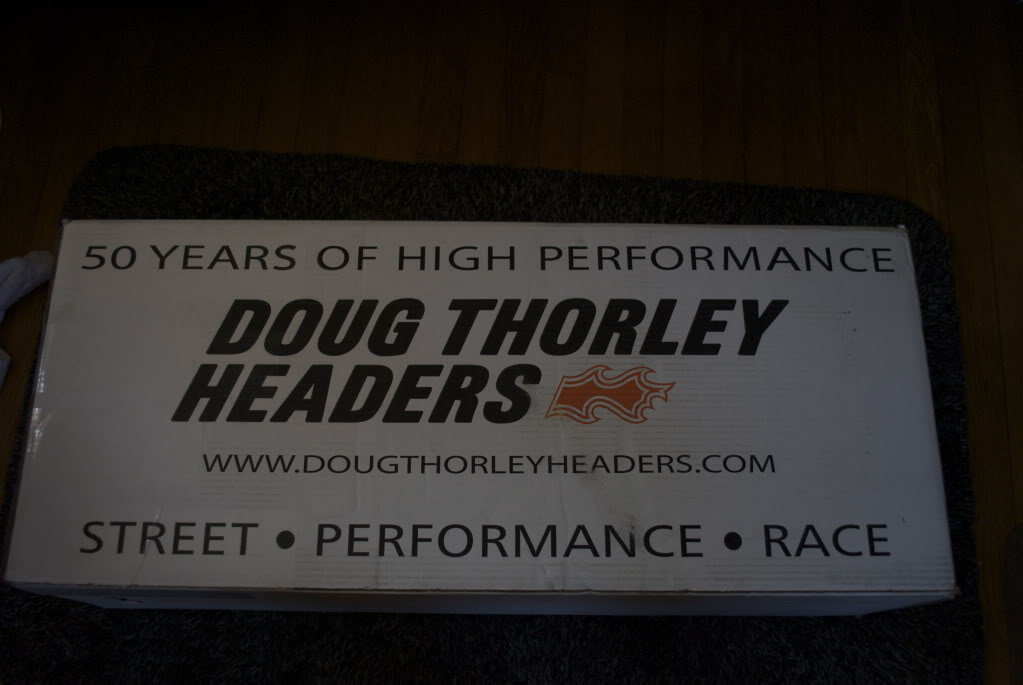 50 YEARS OF HIGH PERFORMANCE
DOUG THORLEY
HEADERS
WWW.DOUGTHORLEYHEADERS.COM
STREET • PERFORMANCE • RACE